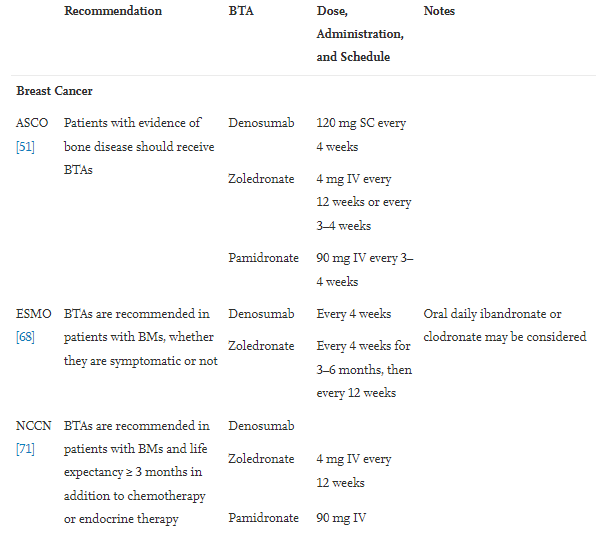 Recommendation BTA Dose, Notes
Administration,
and Schedule
Breast Cancer
ASCO Patients with evidence of Denosumab 120 mg SC every
[51] bone disease should receive 4 weeks
BTAs
Zoledronate 4 mg IV every
12 weeks or every
3–4 weeks
Pamidronate 90 mg IV every 3–
4 weeks
ESMO BTAs are recommended in Denosumab Every 4 weeks Oral daily ibandronate or
[68] patients with BMs, whether clodronate may be considered
they are symptomatic or not
Zoledronate Every 4 weeks for
3–6 months, then
every 12 weeks
NCCN BTAs are recommended in Denosumab
[71] patients with BMs and life
expectancy ≥ 3 months in
addition to chemotherapy
or endocrine therapy
Zoledronate 4 mg IV every
12 weeks
Pamidronate 90 mg IV